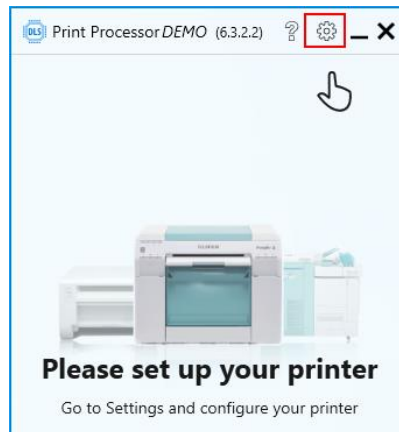 DLS Print Processor DEMO (6.3.2.2)
FUJIFILM
Please set up your printer
Go to Settings and configure your printer